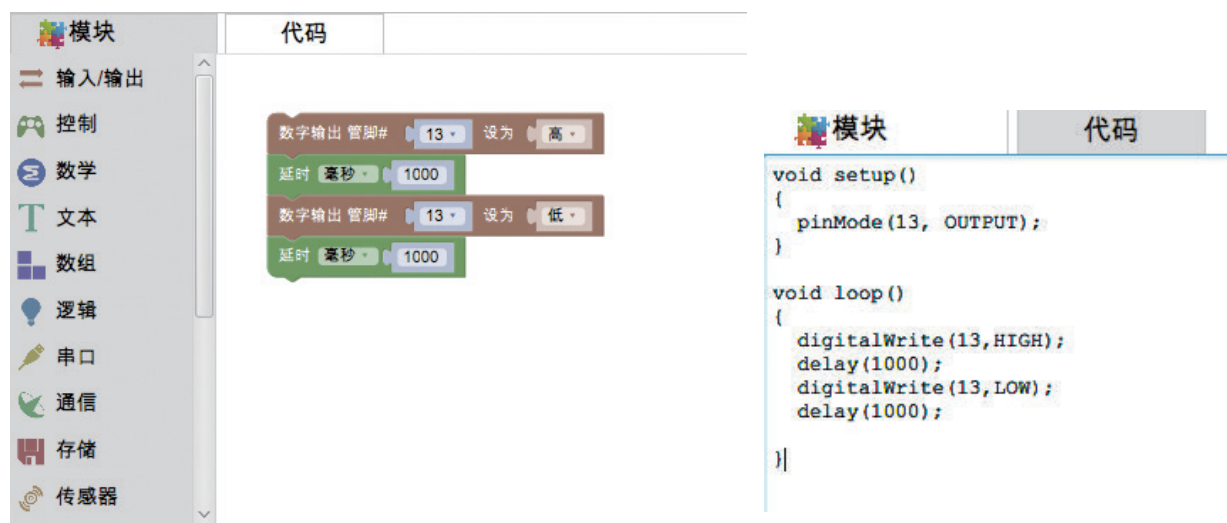 模块
代码
输入/输出
控制
数学
文本
数组
逻辑
串口
通信
存储
传感器
数字输出 管脚# 13 设为 高
延时 毫秒 1000
数字输出 管脚# 13 设为 低
延时 毫秒 1000
模块
代码
void setup()
{
  pinMode(13, OUTPUT);
}
void loop()
{
  digitalWrite(13,HIGH);
  delay(1000);
  digitalWrite(13,LOW);
  delay(1000);
}